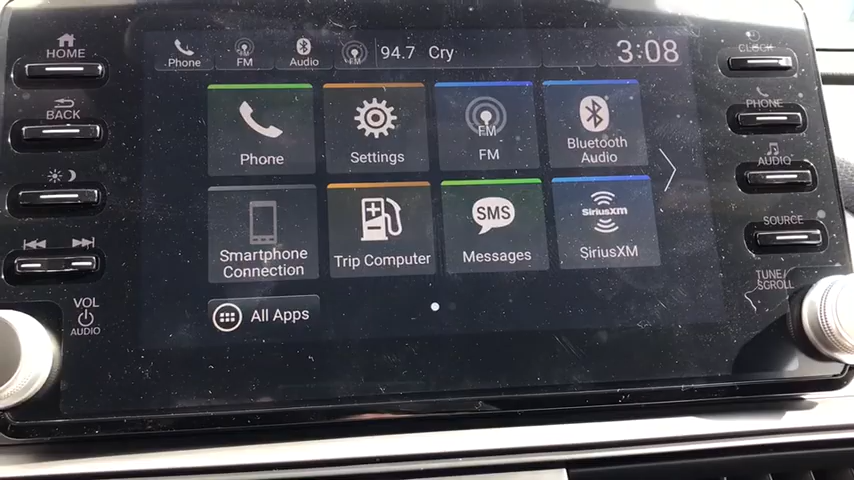 HOME
BACK
VOL
AUDIO
Phone
FM
Audio
FM
94.7 Cry
3:08
Phone
Settings
FM
FM
Bluetooth
Audio
Smartphone
Connection
Trip Computer
SMS
Messages
SiriusXM
SiriusXM
All Apps
CLOCK
PHONE
AUDIO
SOURCE
TUNE/
SCROLL